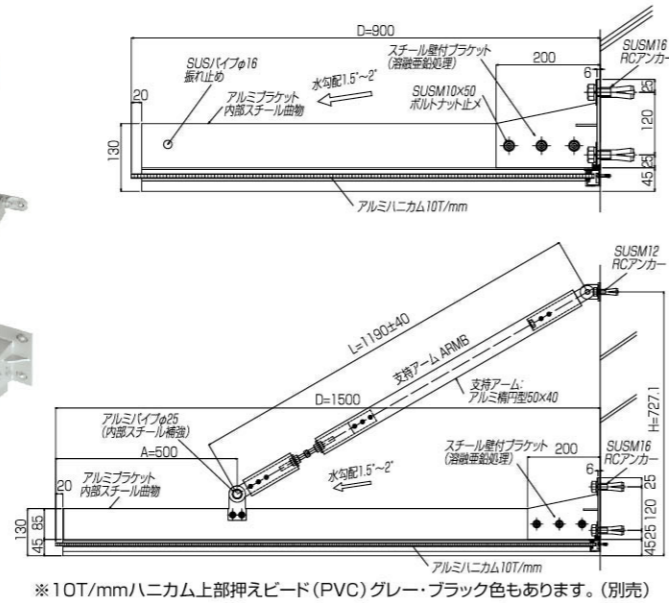 D=900
SUSM16
RCアンカー
スチール壁付ブラケット
(溶融亜鉛処理)
200
6
SUSパイプφ16
振れ止め
水勾配1.5°~2°
アルミブラケット
内部スチール曲物
SUSM10×50
ボルトナット止メ
20
130
25
120
25
45
アルミハニカム10T/mm
SUSM12
RCアンカー
L=1190±40
支持アーム ARMB
支持アーム:
アルミ楕円型50×40
H=727.1
D=1500
アルミパイプφ25
(内部スチール補強)
A=500
水勾配1.5°~2°
スチール壁付ブラケット
(溶融亜鉛処理)
200
6
SUSM16
RCアンカー
アルミブラケット
内部スチール曲物
20
130
85
45
25
120
25
45
アルミハニカム10T/mm
※10T/mmハニカム上部押えビード(PVC)グレー・ブラック色もあります。(別売)